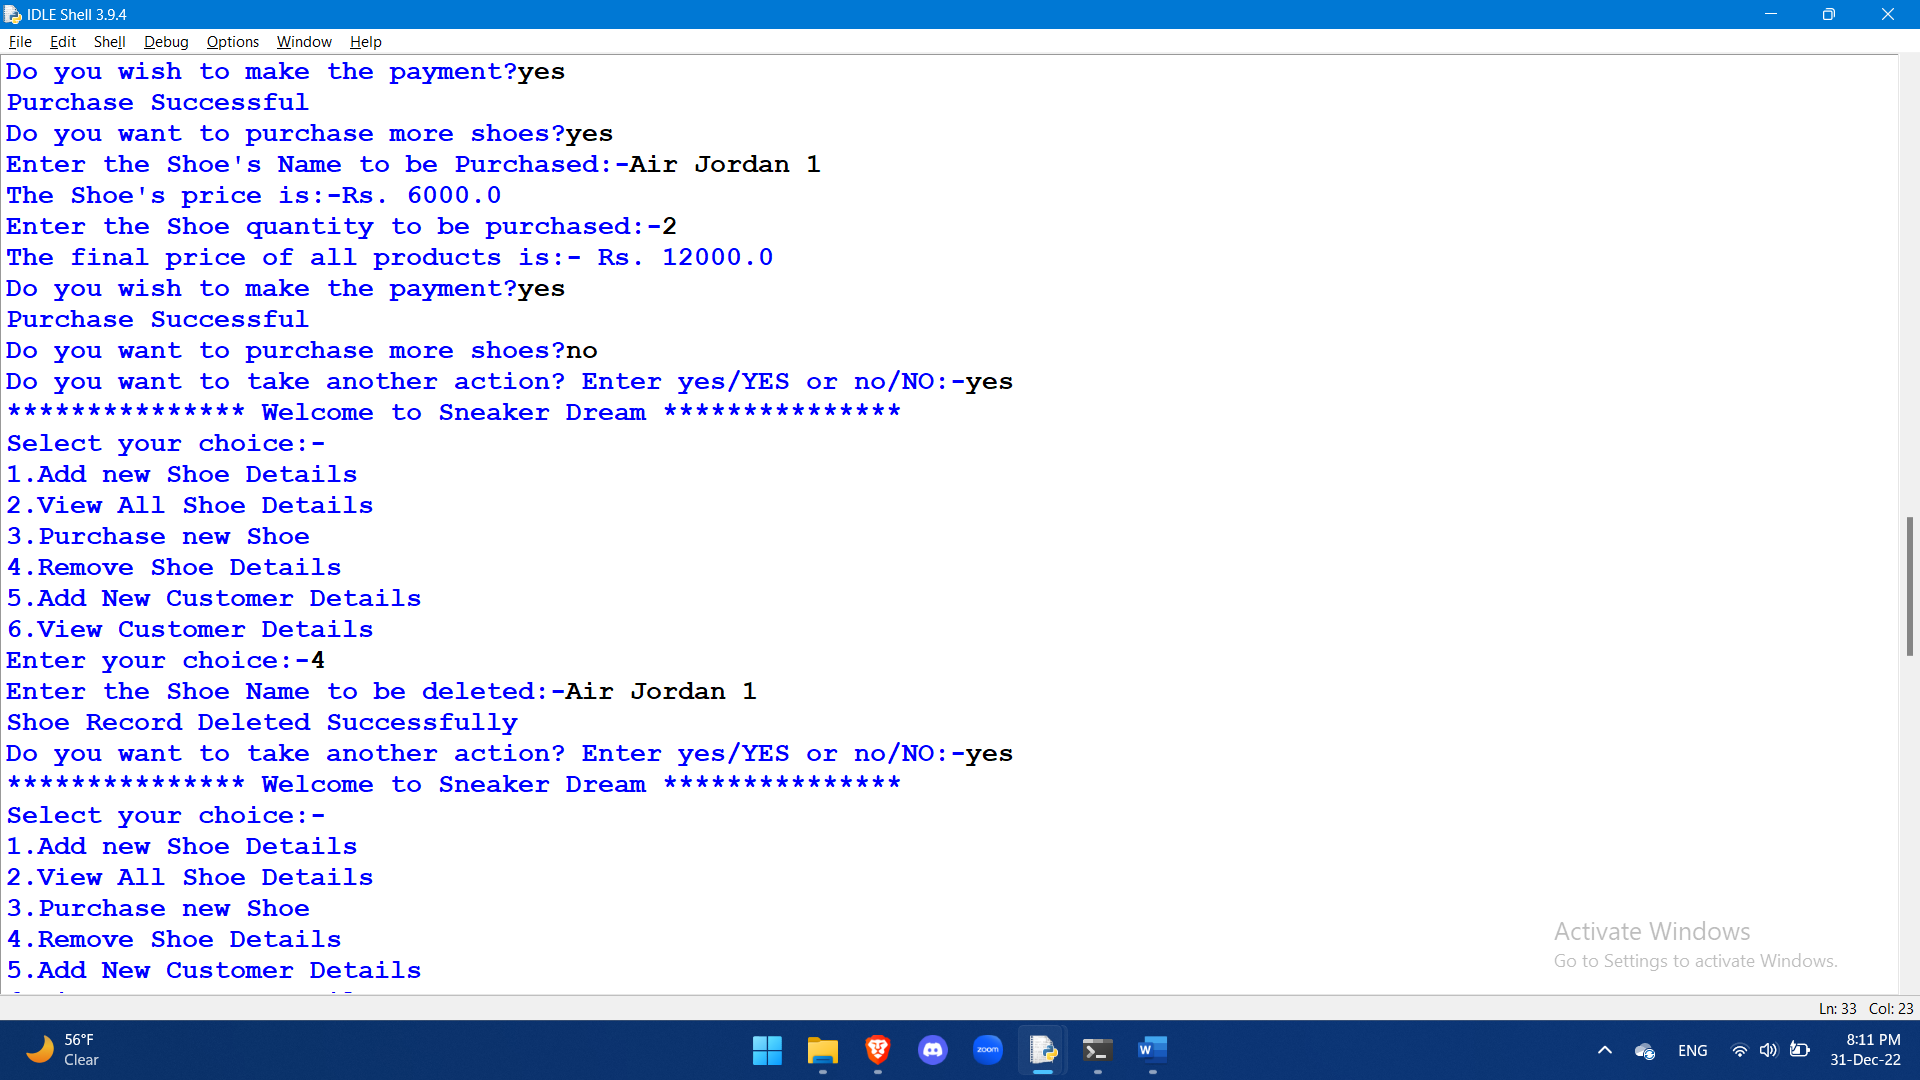 IDLE Shell 3.9.4
File Edit Shell Debug Options Window Help
Do you wish to make the payment?yes
Purchase Successful
Do you want to purchase more shoes?yes
Enter the Shoe's Name to be Purchased:-Air Jordan 1
The Shoe's price is:-Rs. 6000.0
Enter the Shoe quantity to be purchased:-2
The final price of all products is:- Rs. 12000.0
Do you wish to make the payment?yes
Purchase Successful
Do you want to purchase more shoes?no
Do you want to take another action? Enter yes/YES or no/NO:-yes
*************** Welcome to Sneaker Dream ***************
Select your choice:-
1.Add new Shoe Details
2.View All Shoe Details
3.Purchase new Shoe
4.Remove Shoe Details
5.Add New Customer Details
6.View Customer Details
Enter your choice:-4
Enter the Shoe Name to be deleted:-Air Jordan 1
Shoe Record Deleted Successfully
Do you want to take another action? Enter yes/YES or no/NO:-yes
*************** Welcome to Sneaker Dream ***************
Select your choice:-
1.Add new Shoe Details
2.View All Shoe Details
3.Purchase new Shoe
4.Remove Shoe Details
5.Add New Customer Details
Activate Windows
Go to Settings to activate Windows.
Ln: 33 Col: 23
56°F
Clear
zoom
W
ENG
8:11 PM
31-Dec-22